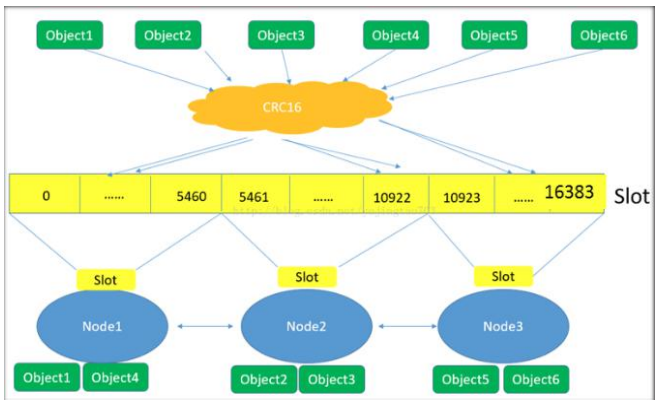 Object1 Object2 Object3 Object4 Object5 Object6
CRC16
0 ...... 5460 5461 ...... 10922 10923 ...... 16383 Slot
Slot Slot Slot
Node1 Node2 Node3
Object1 Object4 Object2 Object3 Object5 Object6